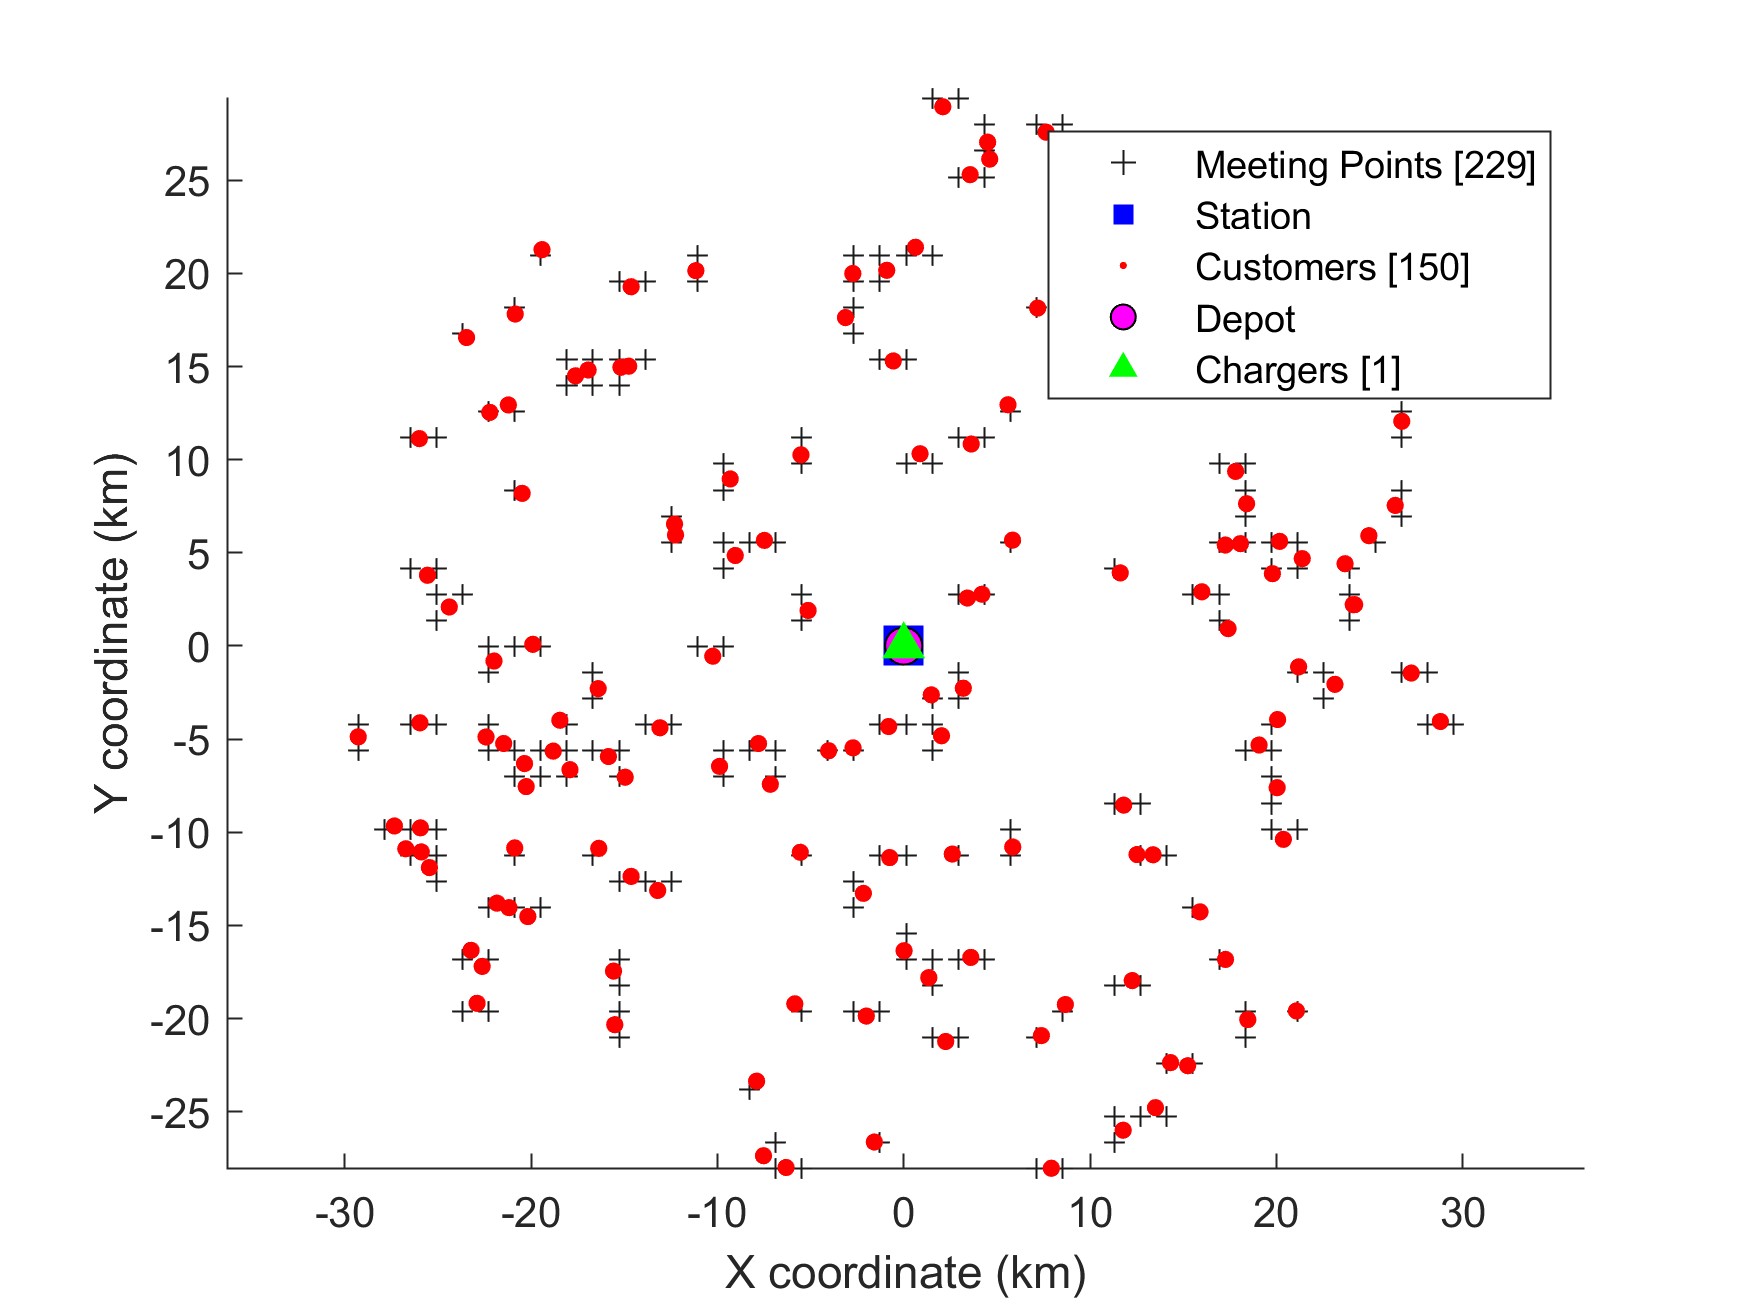 25
20
15
10
5
0
-5
-10
-15
-20
-25
Y coordinate (km)
Meeting Points [229]
Station
Customers [150]
Depot
Chargers [1]
-30 -20 -10 0 10 20 30
X coordinate (km)